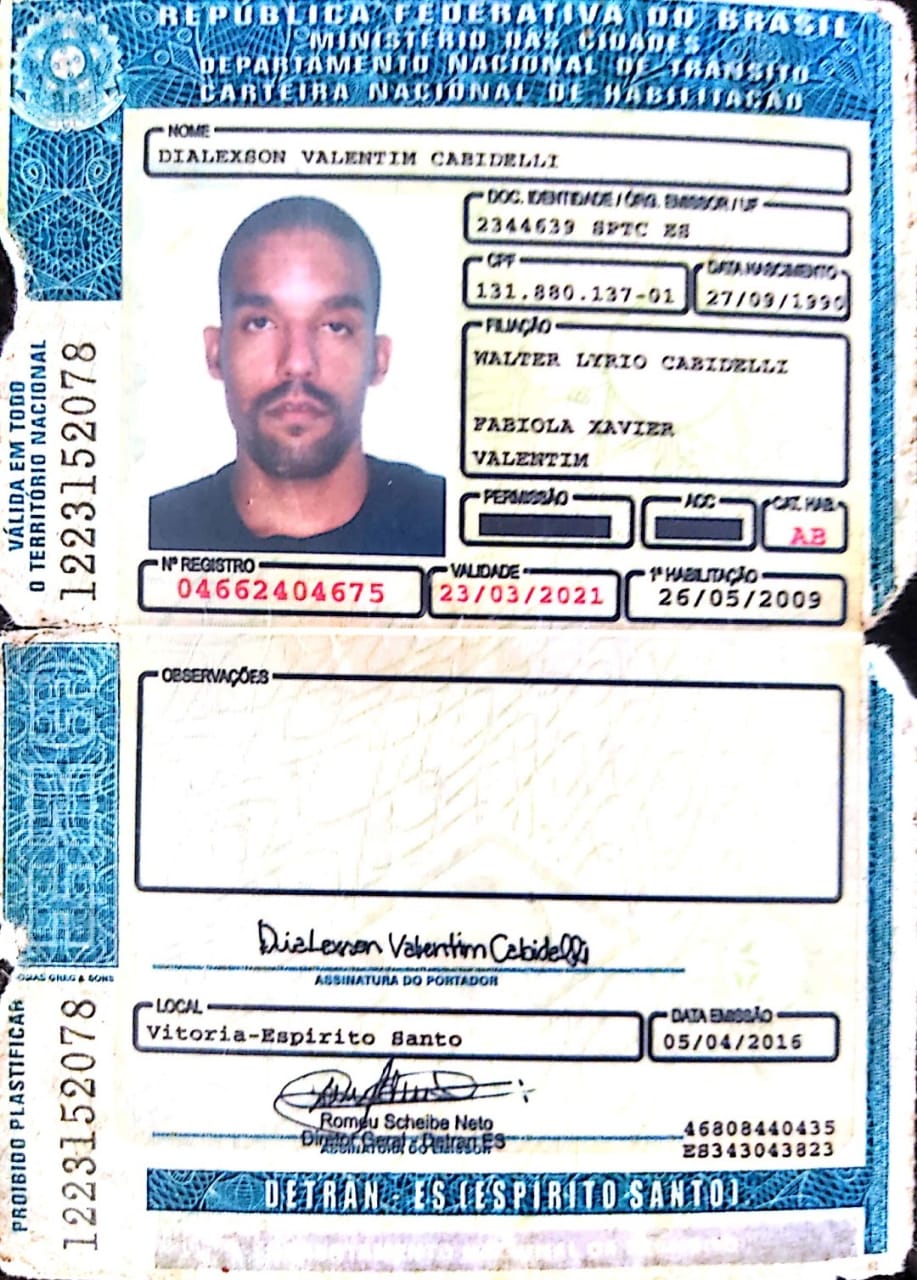 REPÚBLICA FEDERATIVA DO BRASIL
MINISTÉRIO DAS CIDADES
DEPARTAMENTO NACIONAL DE TRÂNSITO
CARTEIRA NACIONAL DE HABILITAÇÃO
NOME
DIALEXSON VALENTIM CABIDELLI
DOC. IDENTIDADE / ÓRG. EMISSOR / UF
2344639 SPTC ES
CPF
DATA NASCIMENTO
131.880.137-01
27/09/1990
FILIAÇÃO
WALTER LYRIO CABIDELLI
FABIOLA XAVIER
VALENTIM
PERMISSÃO
ACC
CAT. HAB.
AB
Nº REGISTRO
VALIDADE
1ª HABILITAÇÃO
04662404675
23/03/2021
26/05/2009
VÁLIDA EM TODO
O TERRITÓRIO NACIONAL
1223152078
OBSERVAÇÕES
Dialexson Valentim Cabidelli
ASSINATURA DO PORTADOR
LOCAL
DATA EMISSÃO
Vitoria-Espirito Santo
05/04/2016
Romeu Scheibe Neto
Diretor Geral - Detran ES
ASSINATURA DO EMISSOR
46808440435
ES343043823
PROIBIDO PLASTIFICAR
1223152078
DETRAN - ES (ESPIRITO SANTO)